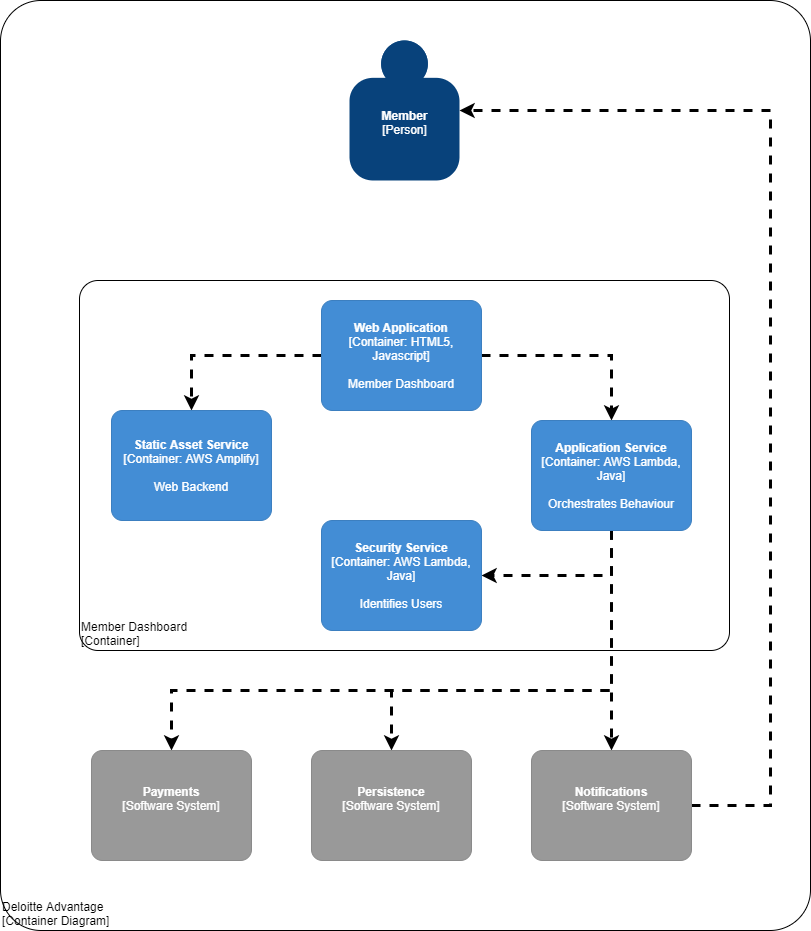 Member
[Person]
Web Application
[Container: HTML5,
Javascript]
Member Dashboard
Static Asset Service
[Container: AWS Amplify]
Web Backend
Application Service
[Container: AWS Lambda,
Java]
Orchestrates Behaviour
Security Service
[Container: AWS Lambda,
Java]
Identifies Users
Member Dashboard
[Container]
Payments
[Software System]
Persistence
[Software System]
Notifications
[Software System]
Deloitte Advantage
[Container Diagram]